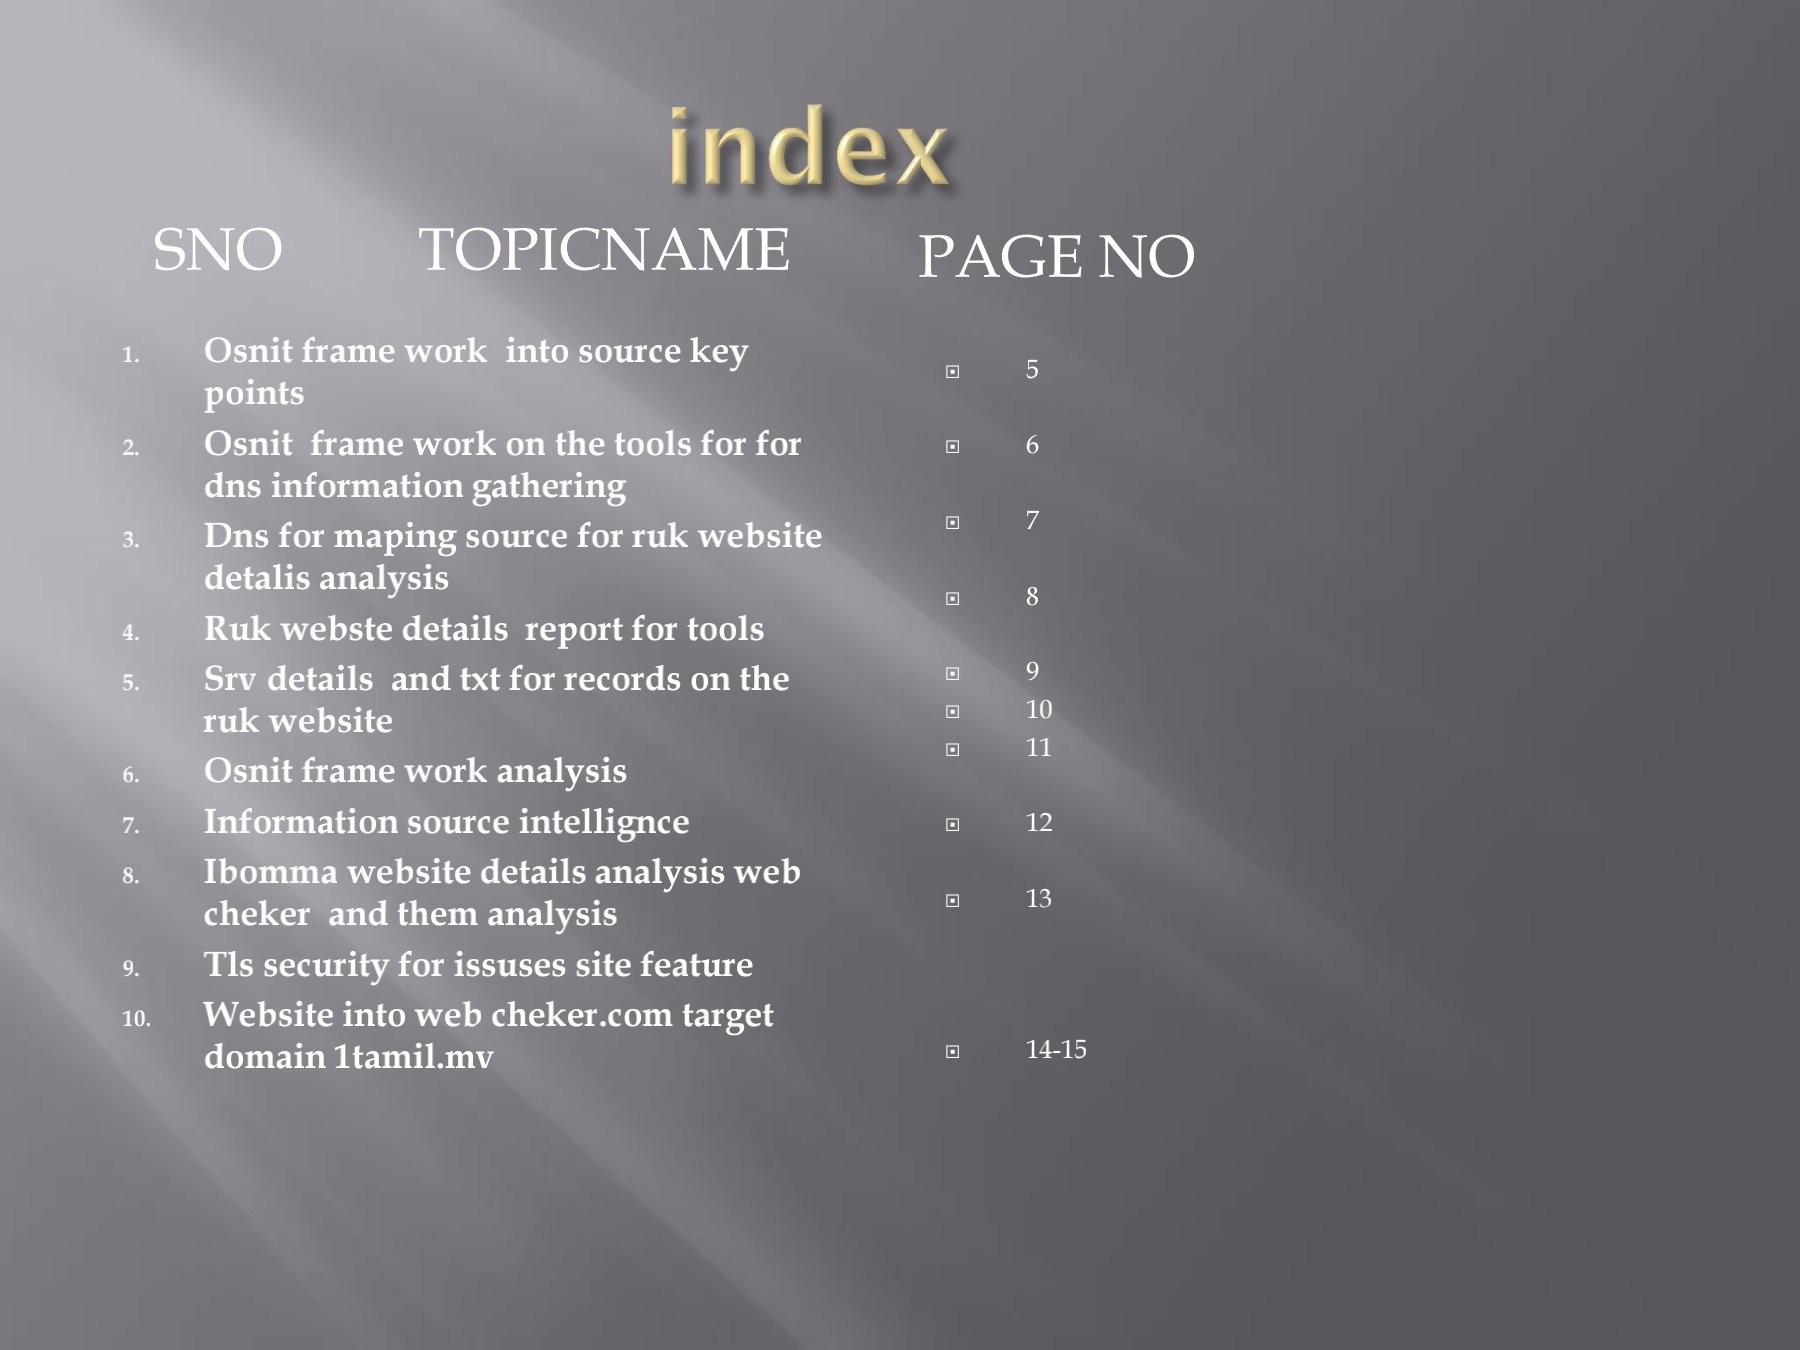 index
SNO TOPICNAME PAGE NO
1. Osnit frame work into source key
points
2. Osnit frame work on the tools for for
dns information gathering
3. Dns for maping source for ruk website
detalis analysis
4. Ruk webste details report for tools
5. Srv details and txt for records on the
ruk website
6. Osnit frame work analysis
7. Information source intellignce
8. Ibomma website details analysis web
cheker and them analysis
9. Tls security for issuses site feature
10. Website into web cheker.com target
domain 1tamil.mv
5
6
7
8
9
10
11
12
13
14-15